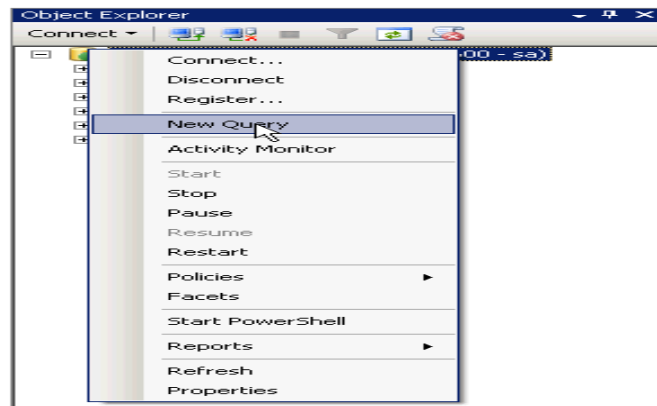 Object Explorer
Connect
00 - sa)
Connect...
Disconnect
Register...
New Query
Activity Monitor
Start
Stop
Pause
Resume
Restart
Policies
Facets
Start PowerShell
Reports
Refresh
Properties